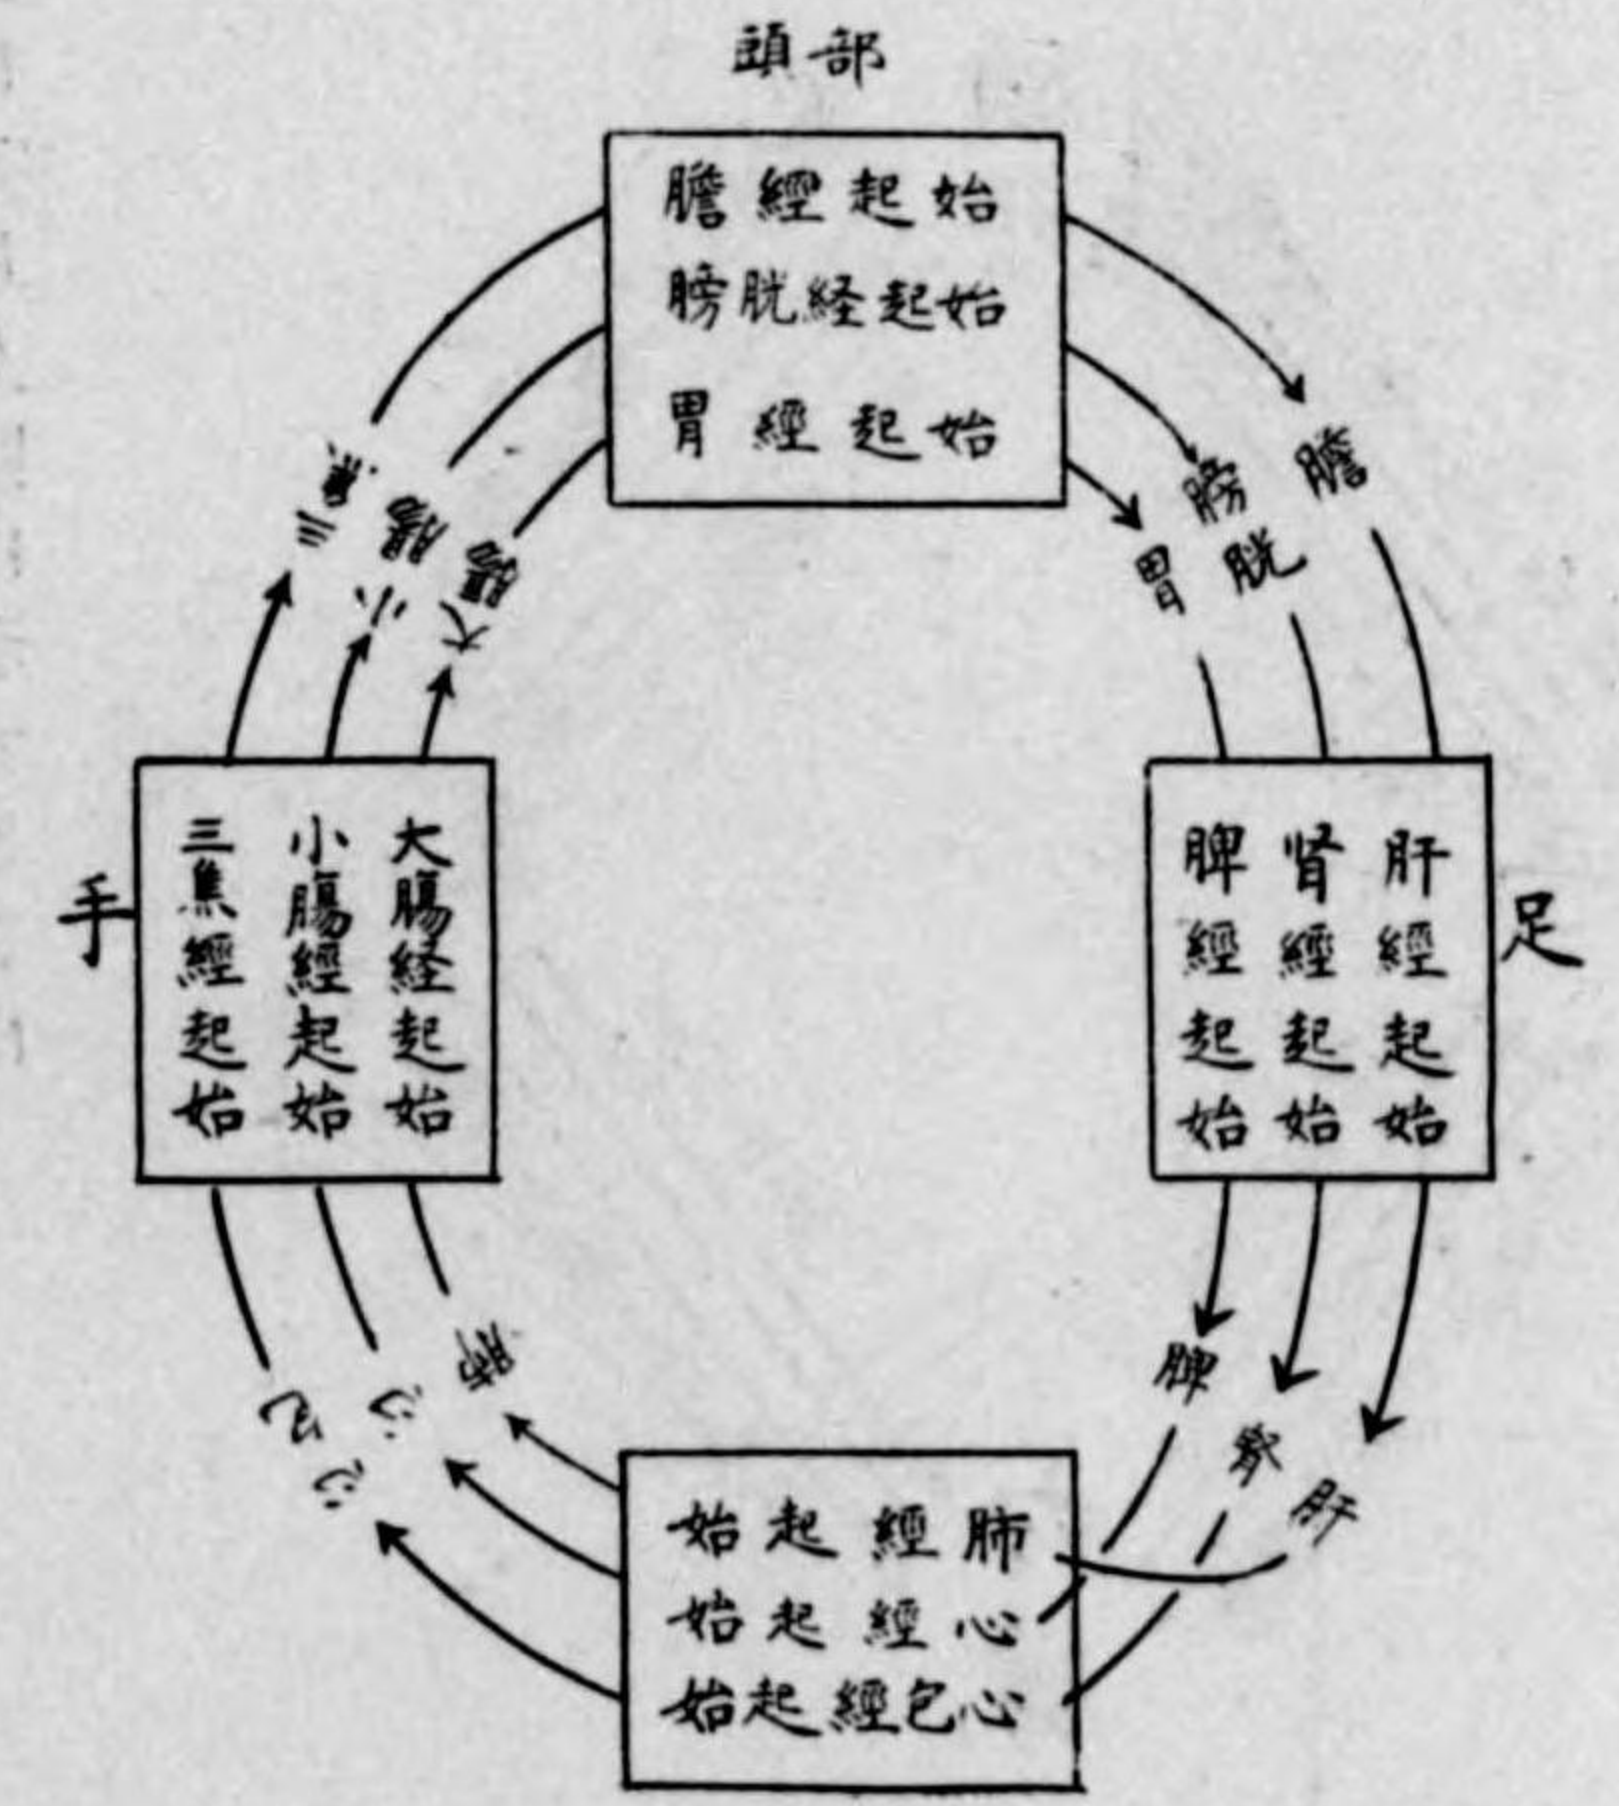 頭部
膽經起始
膀胱経起始
胃經起始
三焦
小腸
大腸
膽
膀胱
胃
手
大腸経起始
小腸經起始
三焦經起始
足
肝經起始
腎經起始
脾經起始
肺
心
心包
脾
腎
肝
肺經起始
心經起始
心包經起始